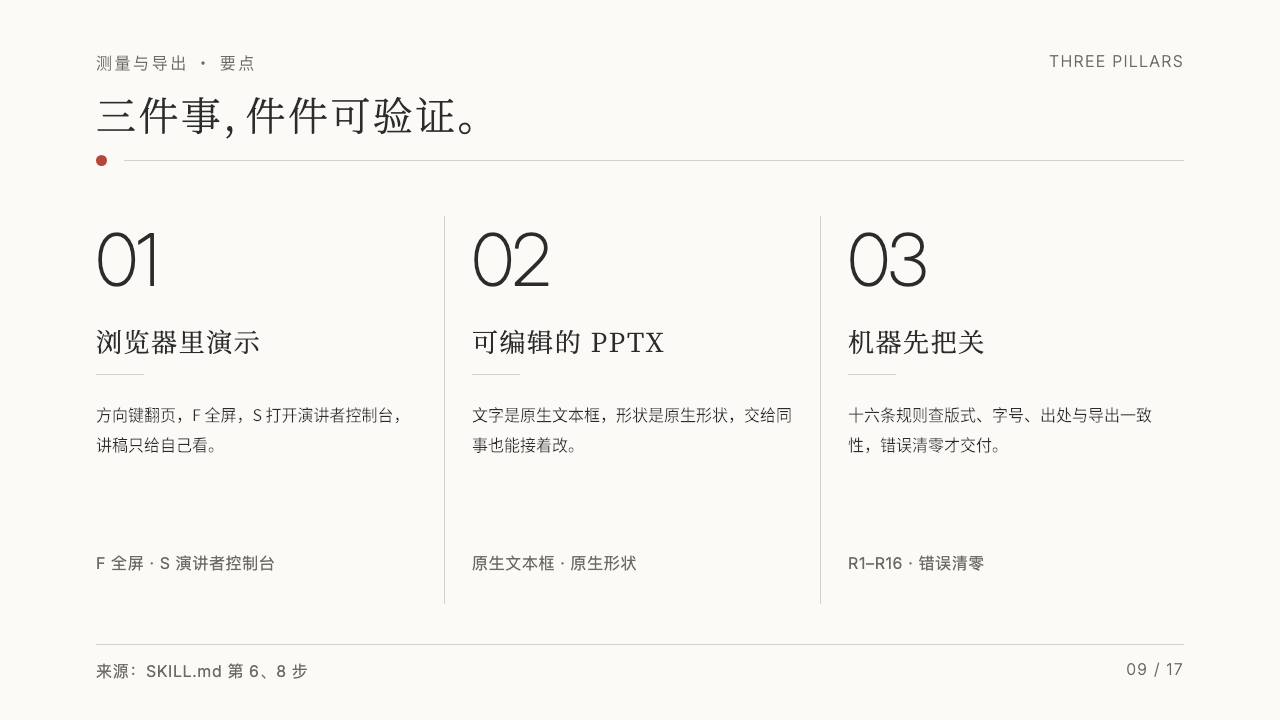 测量与导出 · 要点
THREE PILLARS
三件事，件件可验证。
01
浏览器里演示
方向键翻页，F 全屏，S 打开演讲者控制台，
讲稿只给自己看。
F 全屏 · S 演讲者控制台
02
可编辑的 PPTX
文字是原生文本框，形状是原生形状，交给同
事也能接着改。
原生文本框 · 原生形状
03
机器先把关
十六条规则查版式、字号、出处与导出一致
性，错误清零才交付。
R1–R16 · 错误清零
来源：SKILL.md 第 6、8 步
09 / 17